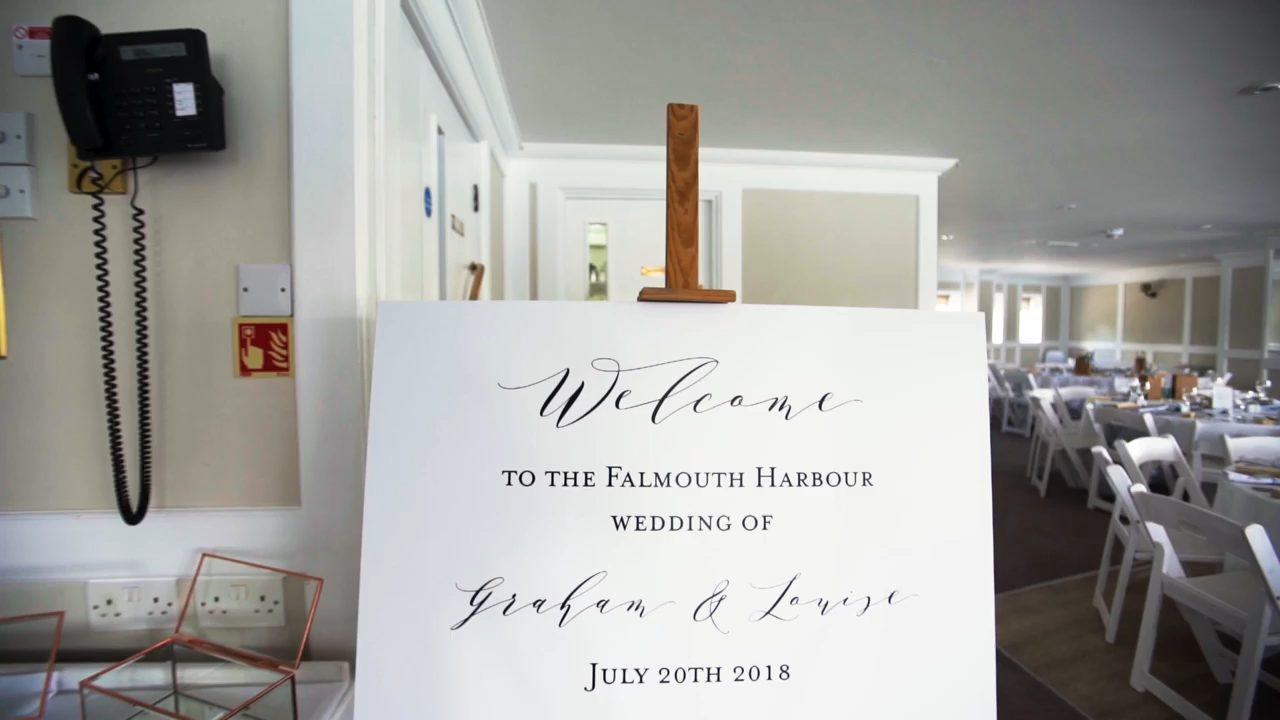 Welcome
TO THE FALMOUTH HARBOUR
WEDDING OF
Graham & Louise
JULY 20TH 2018